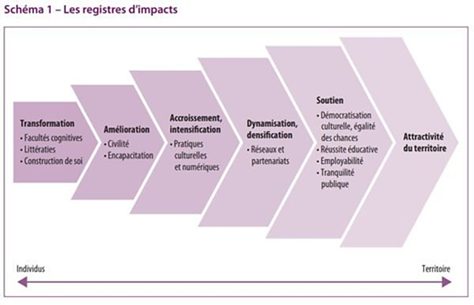 Schéma 1 – Les registres d'impacts
Transformation
• Facultés cognitives
• Littératies
• Construction de soi
Amélioration
• Civilité
• Encapacitation
Accroissement,
intensification
• Pratiques
culturelles
et numériques
Dynamisation,
densification
• Réseaux et
partenariats
Soutien
• Démocratisation
culturelle, égalité
des chances
• Réussite éducative
• Employabilité
• Tranquilité
publique
Attractivité
du territoire
Individus
Territoire